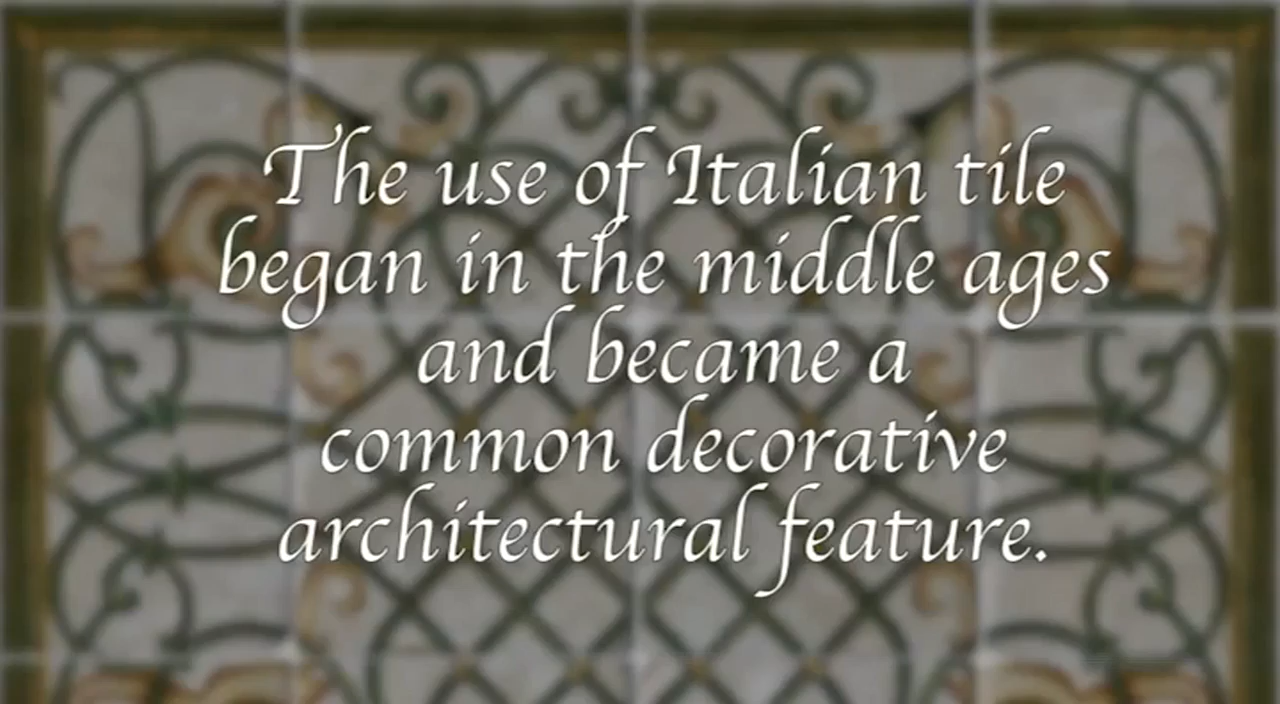 The use of Italian tile
began in the middle ages
and became a
common decorative
architectural feature.